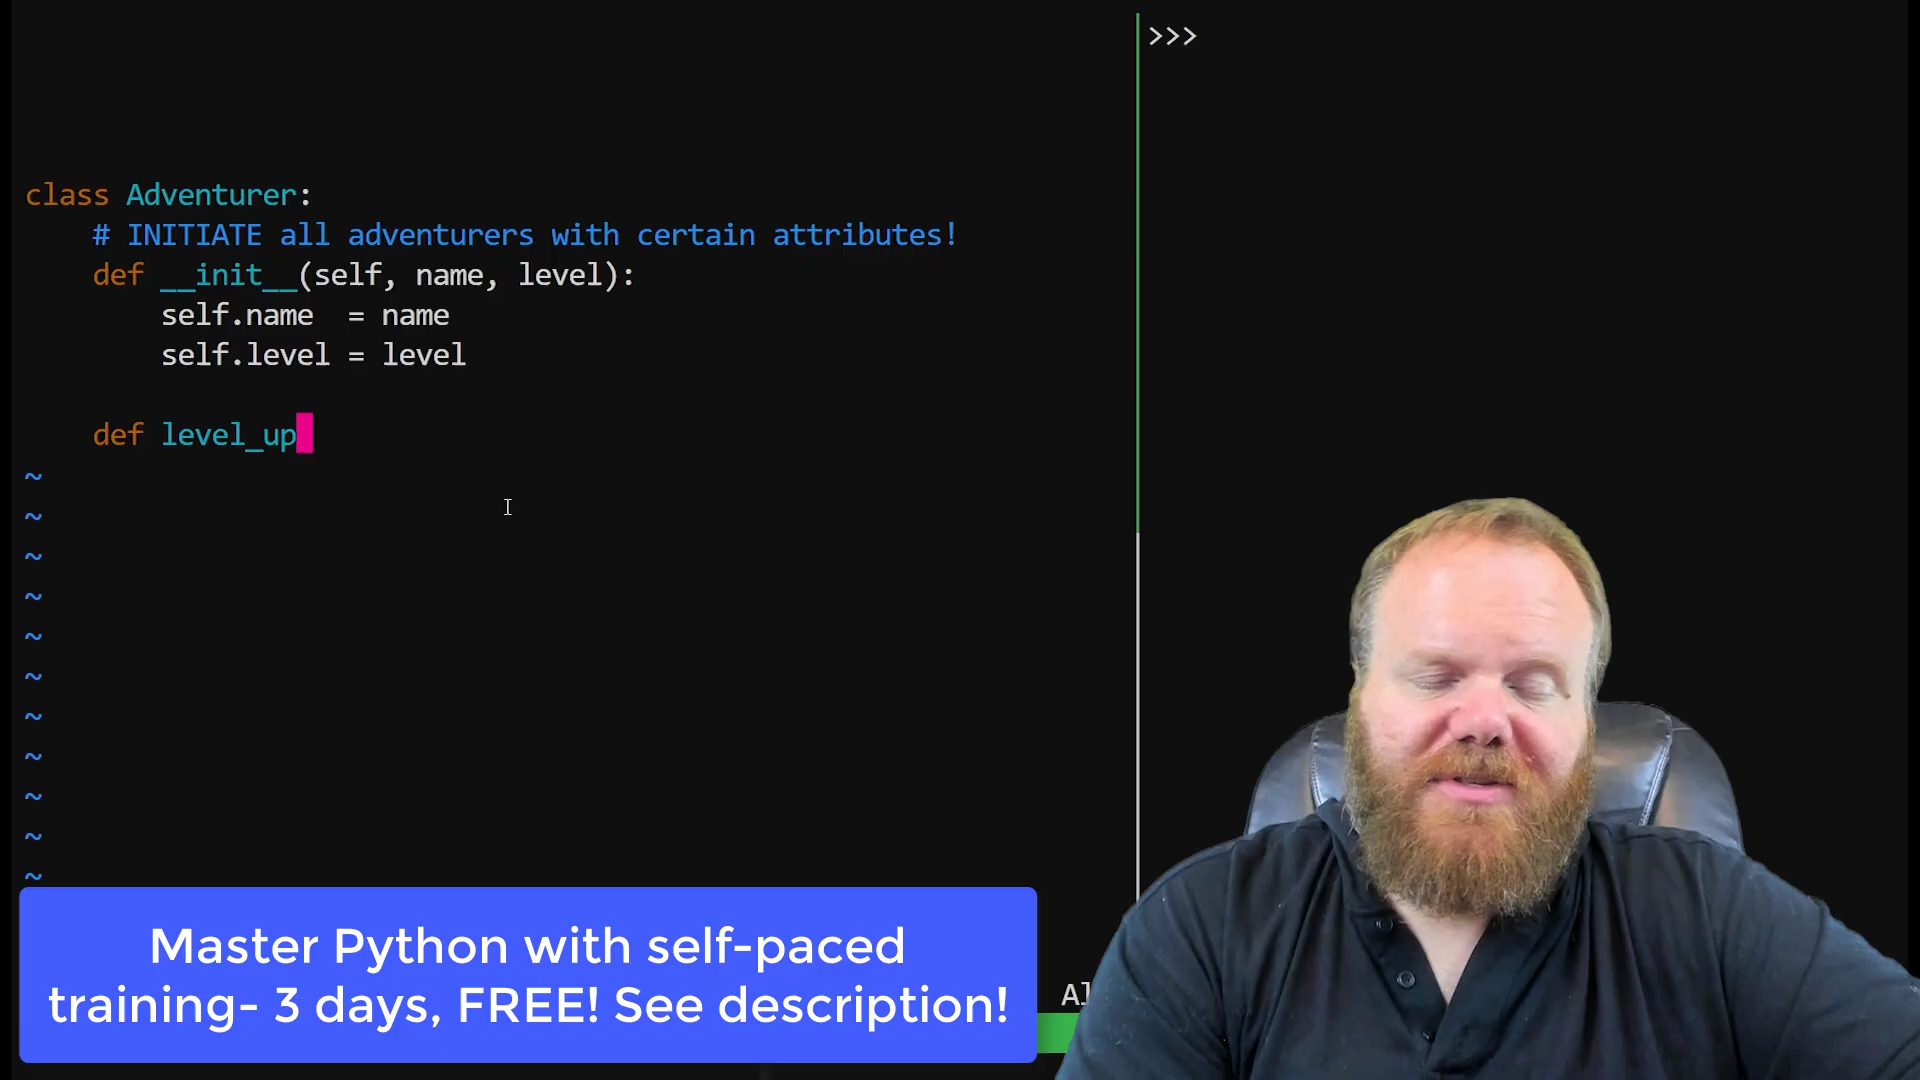 >>>
class Adventurer:
    # INITIATE all adventurers with certain attributes!
    def __init__(self, name, level):
        self.name  = name
        self.level = level
    def level_up
~
~
~
~
~
~
~
~
~
~
~
Master Python with self-paced
training- 3 days, FREE! See description!